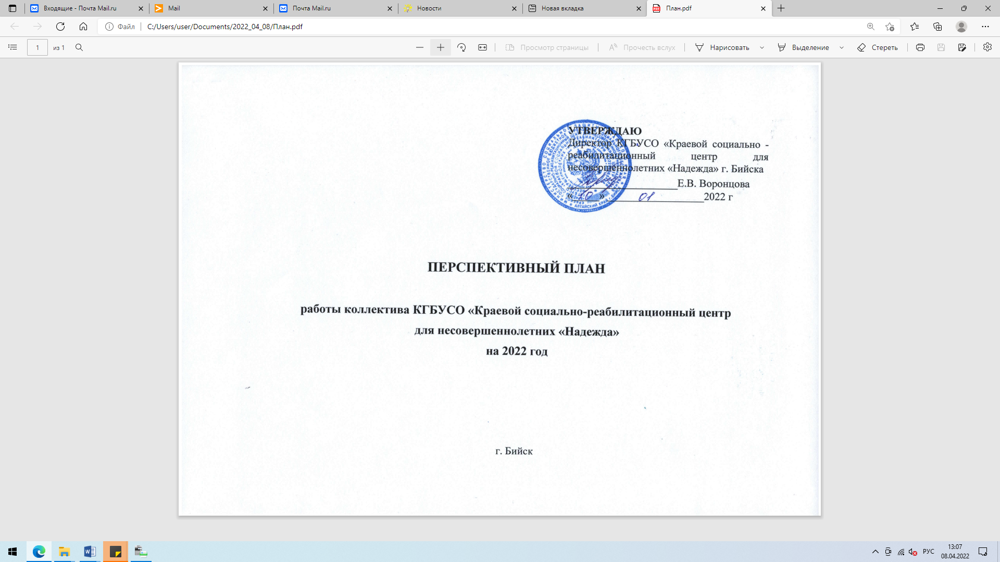 Входящие - Почта Mail.ru
Mail
Почта Mail.ru
Новости
Новая вкладка
План.pdf
Файл
C:/Users/user/Documents/2022_04_08/План.pdf
1 из 1
Просмотр страницы
Прочесть вслух
Нарисовать
Выделение
Стереть
УТВЕРЖДАЮ
Директор КГБУСО «Краевой социально -
реабилитационный центр для
несовершеннолетних «Надежда» г. Бийска
Е.В. Воронцова
«10» 01 2022 г
АЛТАЙСКИЙ КРАЙ Г.БИЙСК
ПЕРСПЕКТИВНЫЙ ПЛАН
работы коллектива КГБУСО «Краевой социально-реабилитационный центр
для несовершеннолетних «Надежда»
на 2022 год
г. Бийск
РУС
13:07
08.04.2022